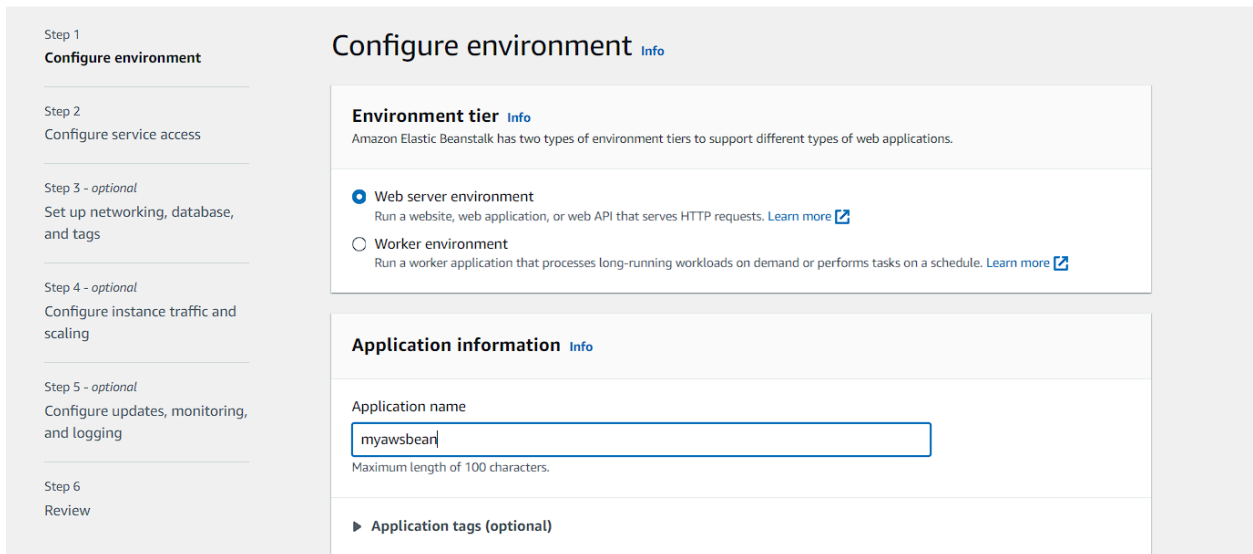 Step 1
Configure environment
Step 2
Configure service access
Step 3 - optional
Set up networking, database,
and tags
Step 4 - optional
Configure instance traffic and
scaling
Step 5 - optional
Configure updates, monitoring,
and logging
Step 6
Review
Configure environment Info
Environment tier Info
Amazon Elastic Beanstalk has two types of environment tiers to support different types of web applications.
Web server environment
Run a website, web application, or web API that serves HTTP requests. Learn more
Worker environment
Run a worker application that processes long-running workloads on demand or performs tasks on a schedule. Learn more
Application information Info
Application name
myawsbean
Maximum length of 100 characters.
Application tags (optional)